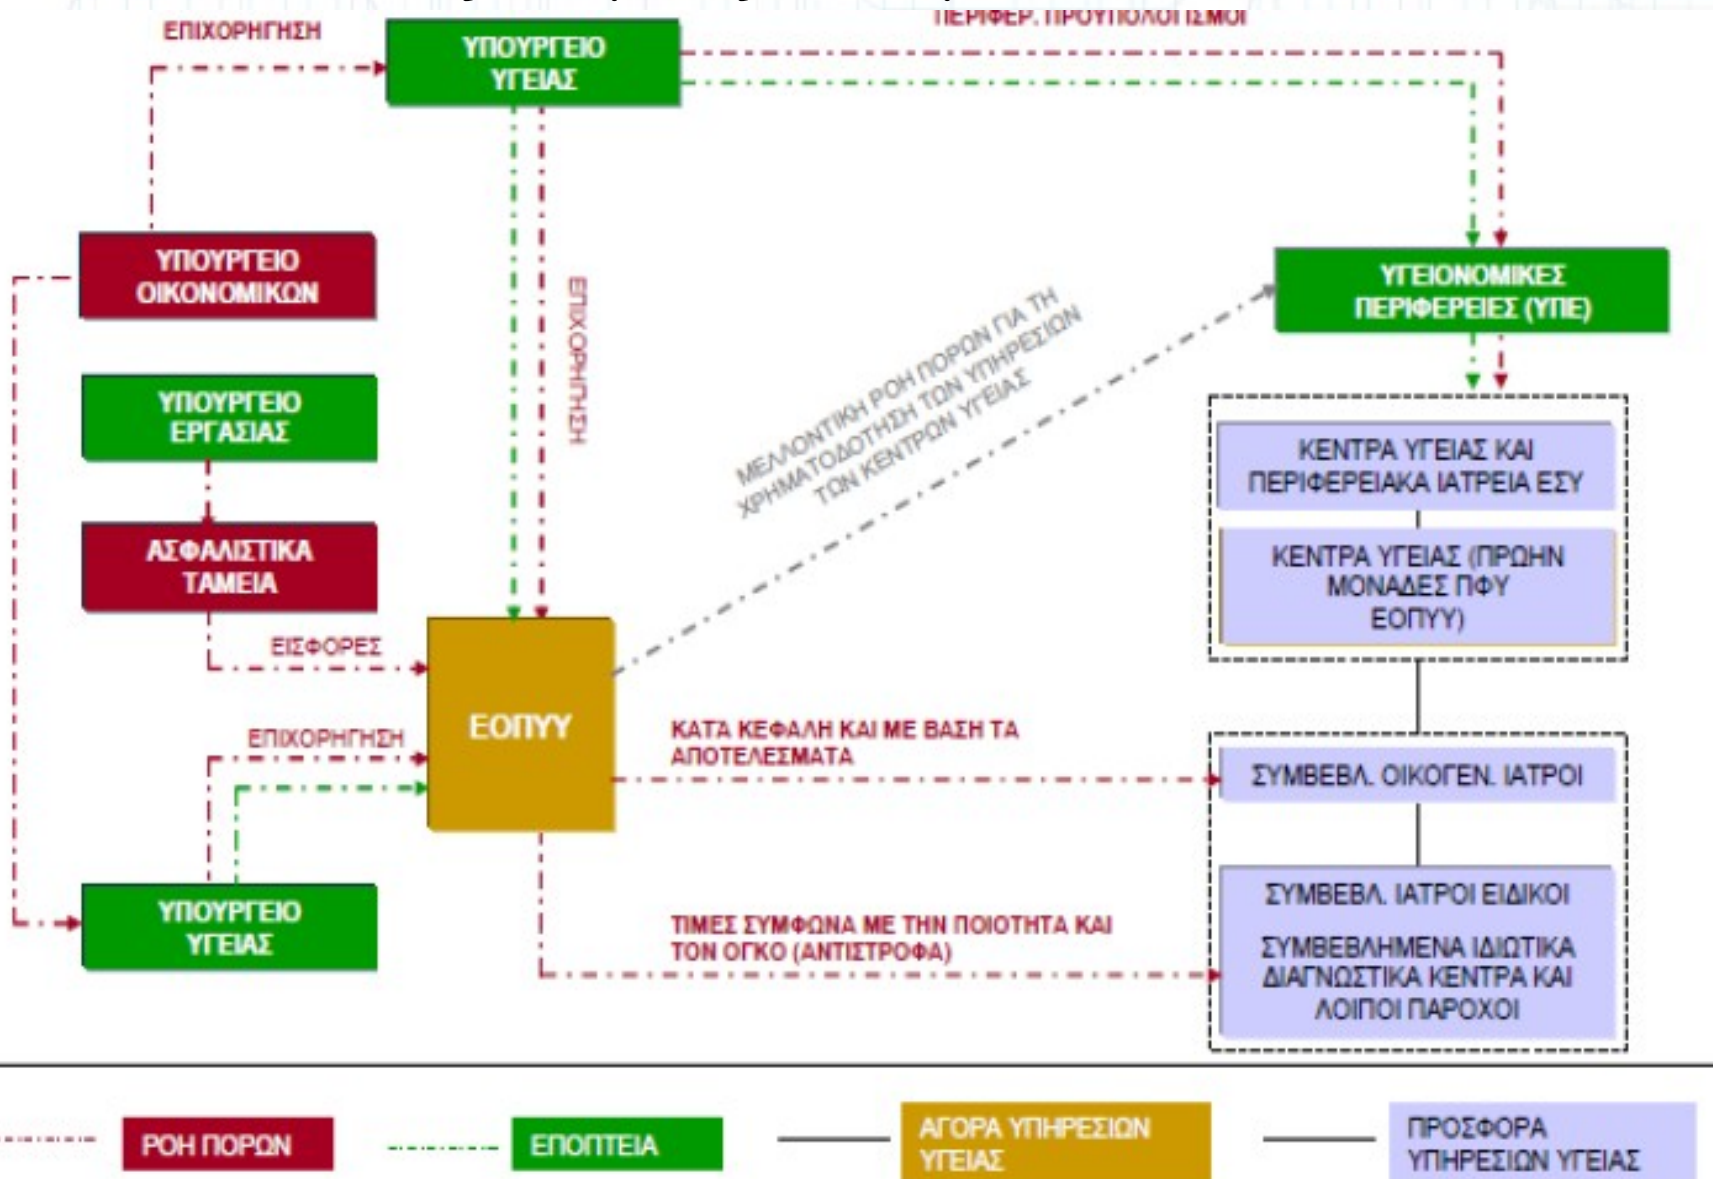 ΠΕΡΙΦΕΡ. ΠΡΟΥΠΟΛΟΓΙΣΜΟΙ
ΕΠΙΧΟΡΗΓΗΣΗ
ΥΠΟΥΡΓΕΙΟ
ΥΓΕΙΑΣ
ΥΠΟΥΡΓΕΙΟ
ΟΙΚΟΝΟΜΙΚΩΝ
ΕΠΙΧΟΡΗΓΗΣΗ
ΥΓΕΙΟΝΟΜΙΚΕΣ
ΠΕΡΙΦΕΡΕΙΕΣ (ΥΠΕ)
ΜΕΛΛΟΝΤΙΚΗ ΡΟΗ ΠΟΡΩΝ ΓΙΑ ΤΗ
ΧΡΗΜΑΤΟΔΟΤΗΣΗ ΤΩΝ ΥΠΗΡΕΣΙΩΝ
ΤΩΝ ΚΕΝΤΡΩΝ ΥΓΕΙΑΣ
ΥΠΟΥΡΓΕΙΟ
ΕΡΓΑΣΙΑΣ
ΚΕΝΤΡΑ ΥΓΕΙΑΣ ΚΑΙ
ΠΕΡΙΦΕΡΕΙΑΚΑ ΙΑΤΡΕΙΑ ΕΣΥ
ΑΣΦΑΛΙΣΤΙΚΑ
ΤΑΜΕΙΑ
ΚΕΝΤΡΑ ΥΓΕΙΑΣ (ΠΡΩΗΝ
ΜΟΝΑΔΕΣ ΠΦΥ
ΕΟΠΥΥ)
ΕΙΣΦΟΡΕΣ
ΕΟΠΥΥ
ΕΠΙΧΟΡΗΓΗΣΗ
ΚΑΤΆ ΚΕΦΑΛΗ ΚΑΙ ΜΕ ΒΑΣΗ ΤΑ
ΑΠΟΤΕΛΕΣΜΑΤΑ
ΣΥΜΒΕΒΛ. ΟΙΚΟΓΕΝ. ΙΑΤΡΟΙ
ΥΠΟΥΡΓΕΙΟ
ΥΓΕΙΑΣ
ΤΙΜΕΣ ΣΥΜΦΩΝΑ ΜΕ ΤΗΝ ΠΟΙΟΤΗΤΑ ΚΑΙ
ΤΟΝ ΟΓΚΟ (ΑΝΤΙΣΤΡΟΦΑ)
ΣΥΜΒΕΒΛ. ΙΑΤΡΟΙ ΕΙΔΙΚΟΙ
ΣΥΜΒΕΒΛΗΜΕΝΑ ΙΔΙΩΤΙΚΑ
ΔΙΑΓΝΩΣΤΙΚΑ ΚΕΝΤΡΑ ΚΑΙ
ΛΟΙΠΟΙ ΠΑΡΟΧΟΙ
ΡΟΗ ΠΟΡΩΝ
ΕΠΟΠΤΕΙΑ
ΑΓΟΡΑ ΥΠΗΡΕΣΙΩΝ
ΥΓΕΙΑΣ
ΠΡΟΣΦΟΡΑ
ΥΠΗΡΕΣΙΩΝ ΥΓΕΙΑΣ